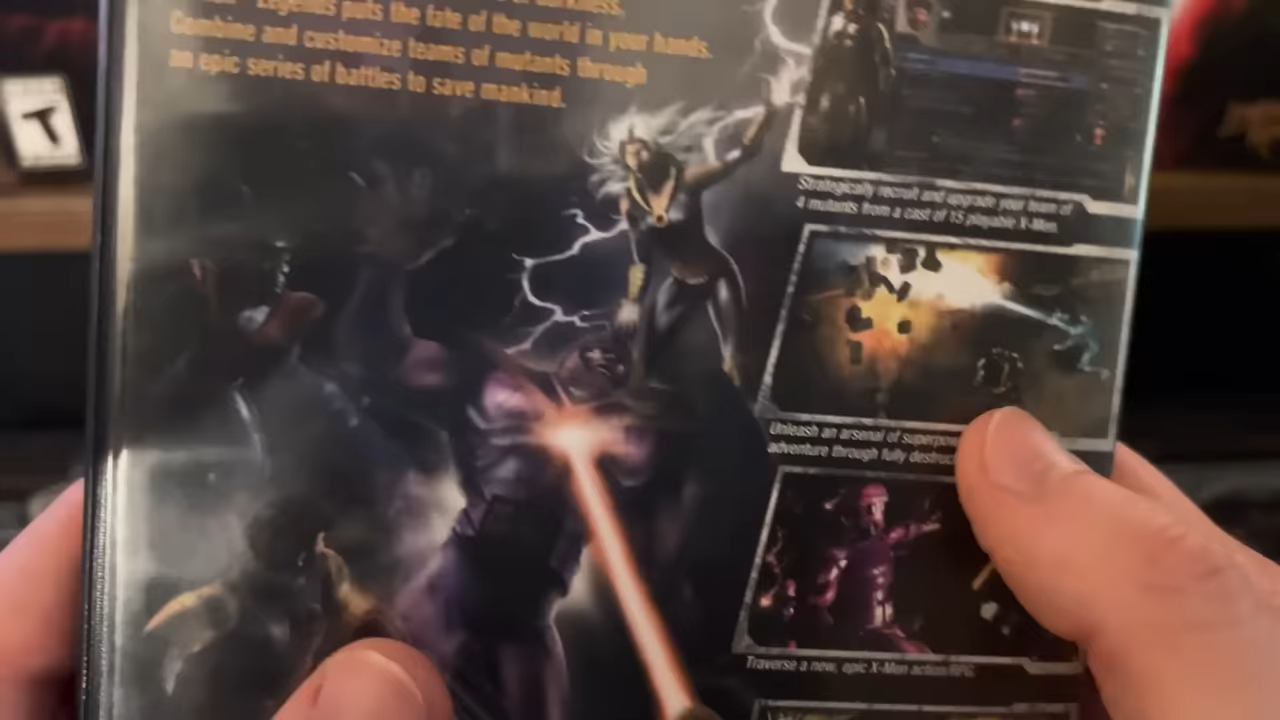 of darkness.
Legends puts the fate of the world in your hands.
Combine and customize teams of mutants through
an epic series of battles to save mankind.
T
Strategically recruit and upgrade your team of
4 mutants from a cast of 15 playable X-Men.
Unleash an arsenal of
adventure through fully
Traverse a new, epic X-Men action/RPG.